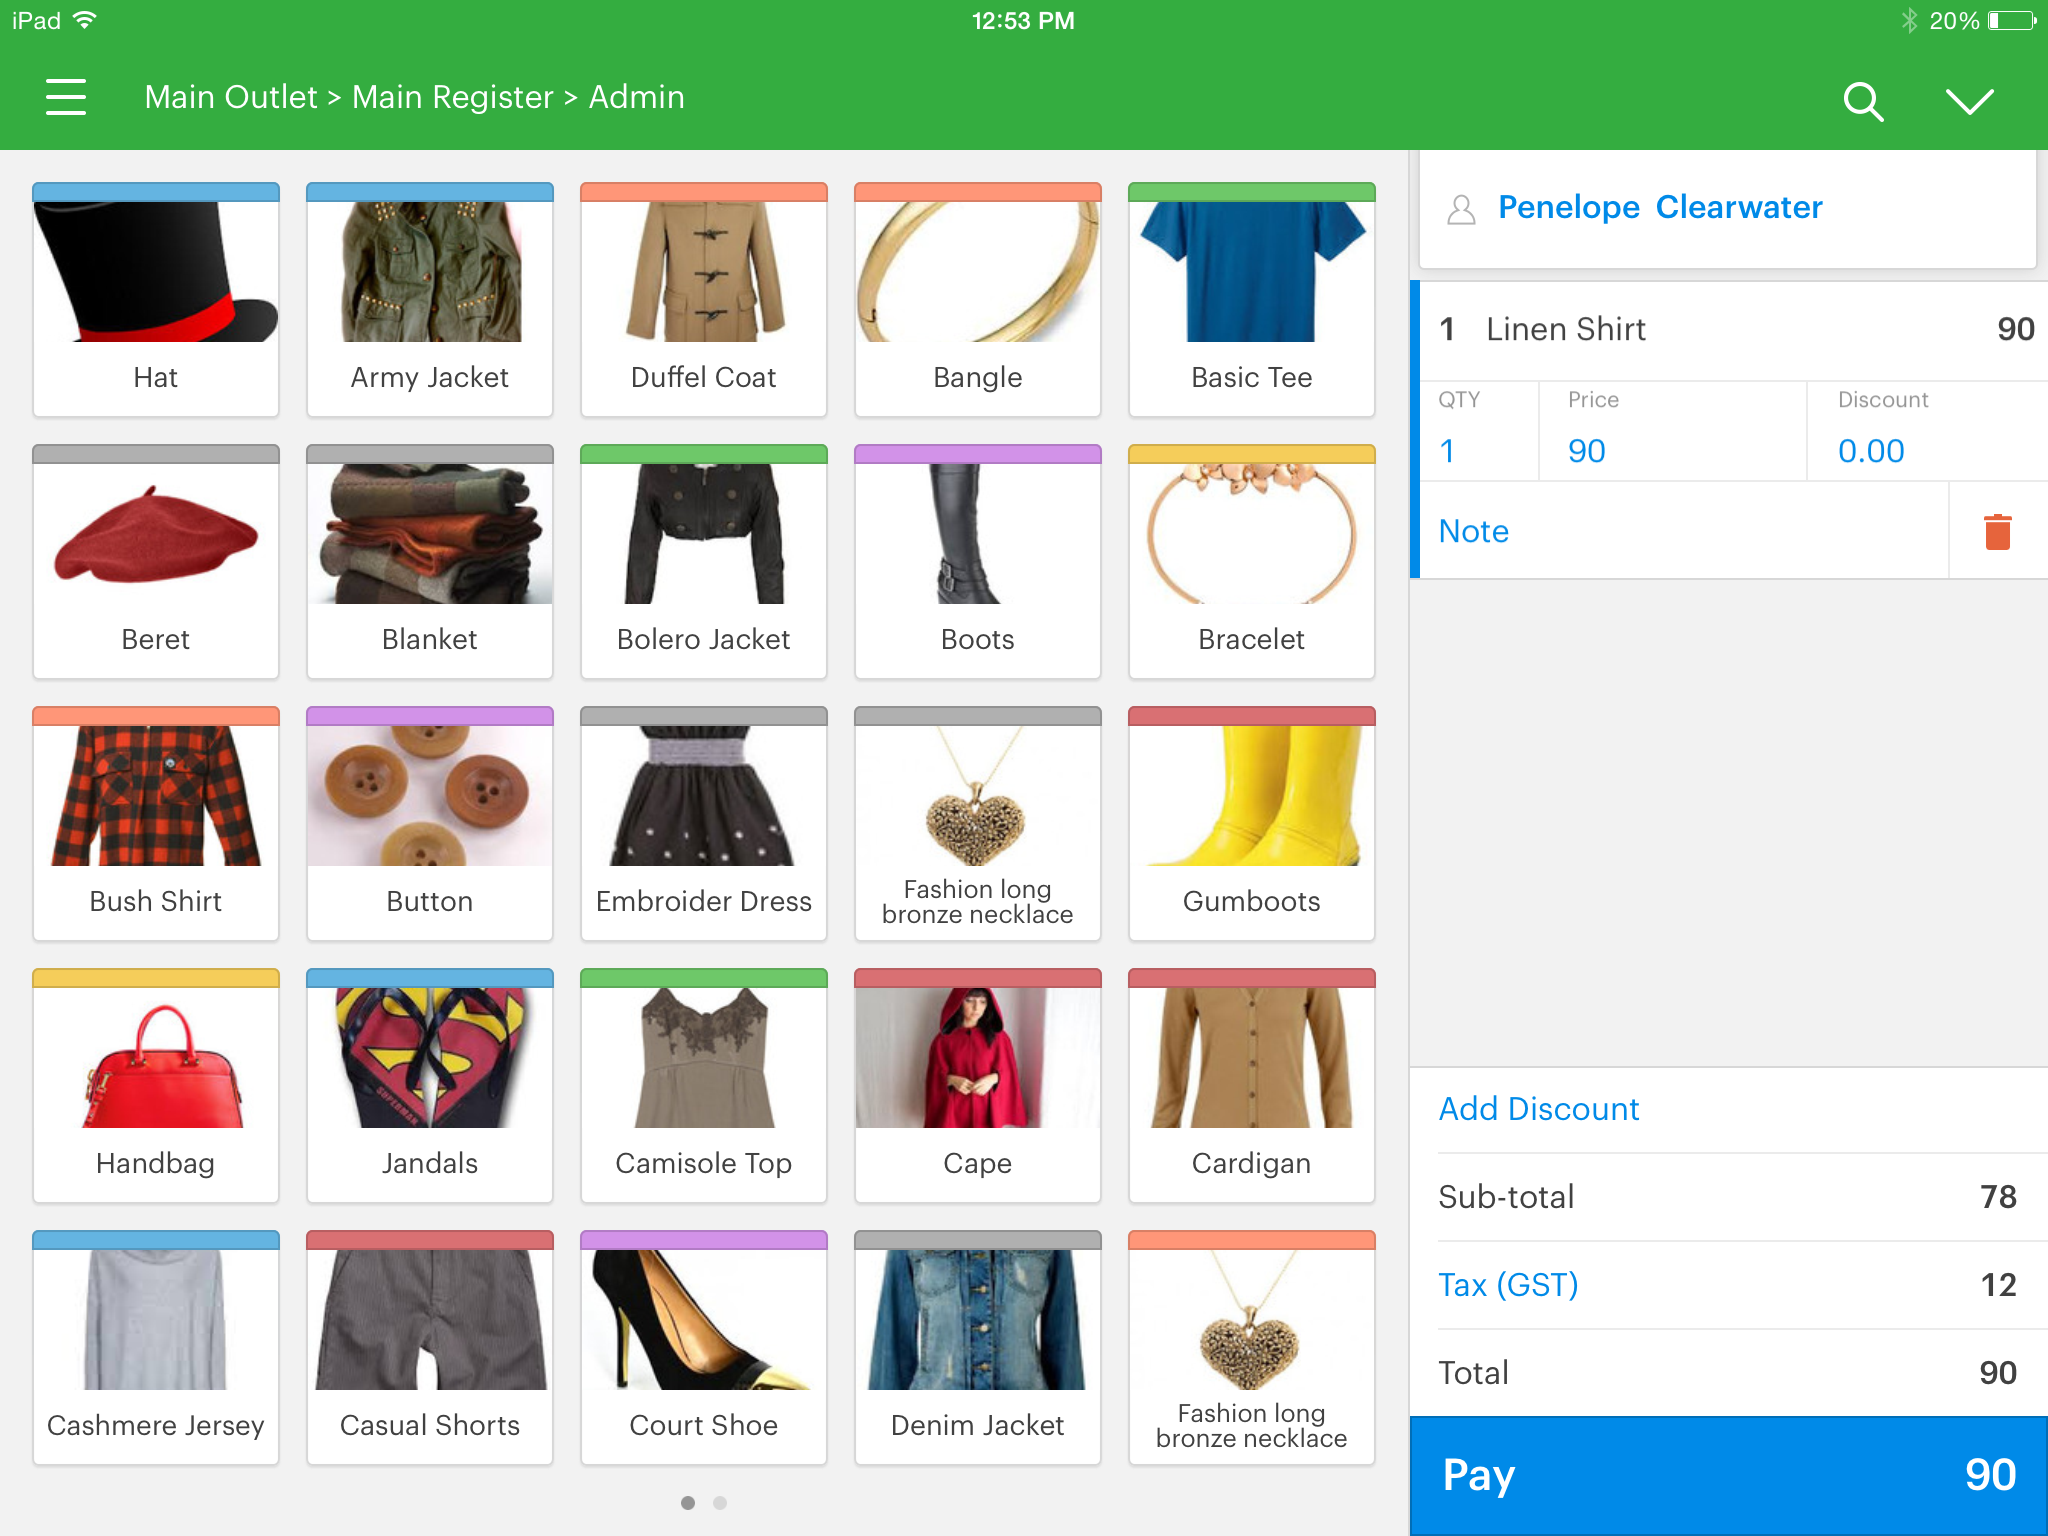 iPad
12:53 PM
20%
Main Outlet > Main Register > Admin
Hat
Army Jacket
Duffel Coat
Bangle
Basic Tee
Beret
Blanket
Bolero Jacket
Boots
Bracelet
Bush Shirt
Button
Embroider Dress
Fashion long
bronze necklace
Gumboots
Handbag
SUPERMAN
Jandals
Camisole Top
Cape
Cardigan
Cashmere Jersey
Casual Shorts
Court Shoe
Denim Jacket
Fashion long
bronze necklace
Penelope Clearwater
1 Linen Shirt 90
QTY Price Discount
1 90 0.00
Note
Add Discount
Sub-total 78
Tax (GST) 12
Total 90
Pay 90